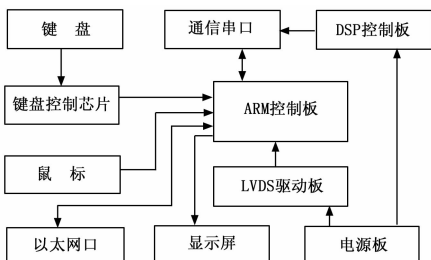 键 盘
通信串口
DSP控制板
键盘控制芯片
ARM控制板
鼠 标
LVDS驱动板
以太网口
显示屏
电源板